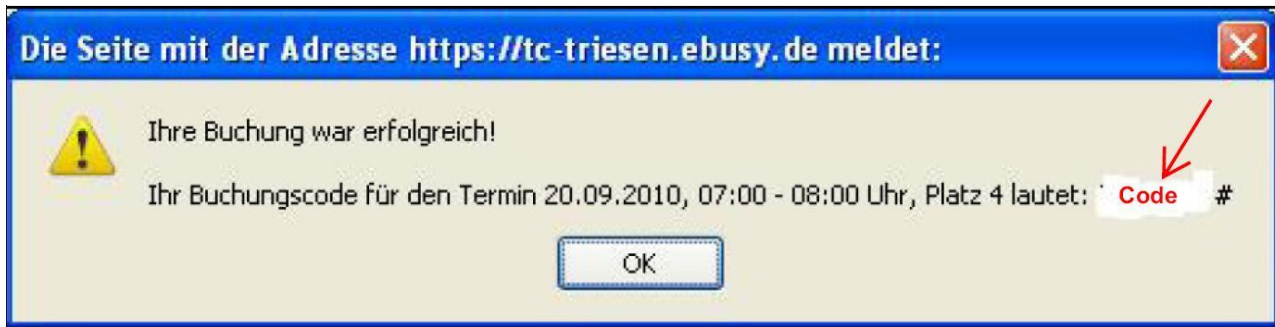 Die Seite mit der Adresse https://tc-triesen.ebusy.de meldet:
Ihre Buchung war erfolgreich!
Ihr Buchungscode für den Termin 20.09.2010, 07:00 - 08:00 Uhr, Platz 4 lautet: Code #
OK